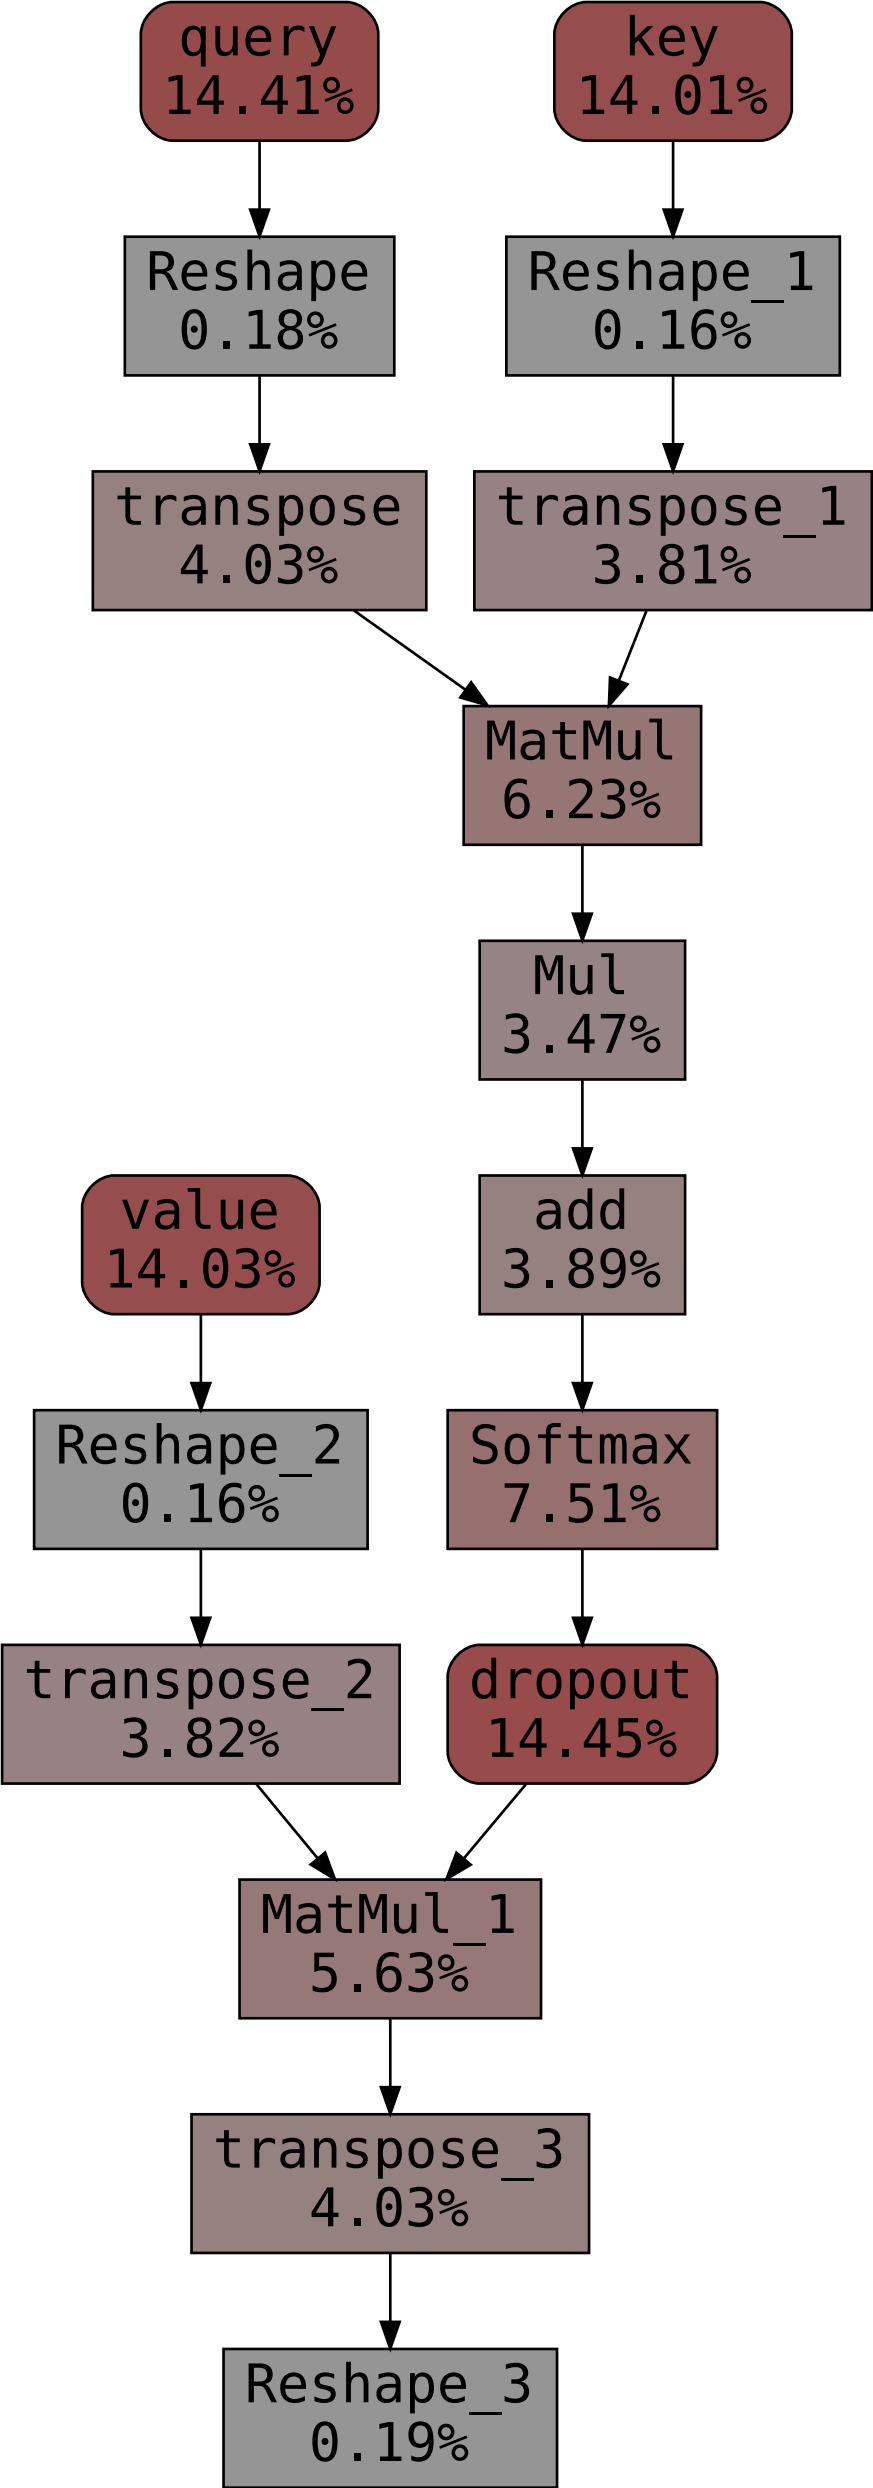 query
14.41%
key
14.01%
Reshape
0.18%
Reshape_1
0.16%
transpose
4.03%
transpose_1
3.81%
MatMul
6.23%
Mul
3.47%
add
3.89%
value
14.03%
Softmax
7.51%
Reshape_2
0.16%
dropout
14.45%
transpose_2
3.82%
MatMul_1
5.63%
transpose_3
4.03%
Reshape_3
0.19%